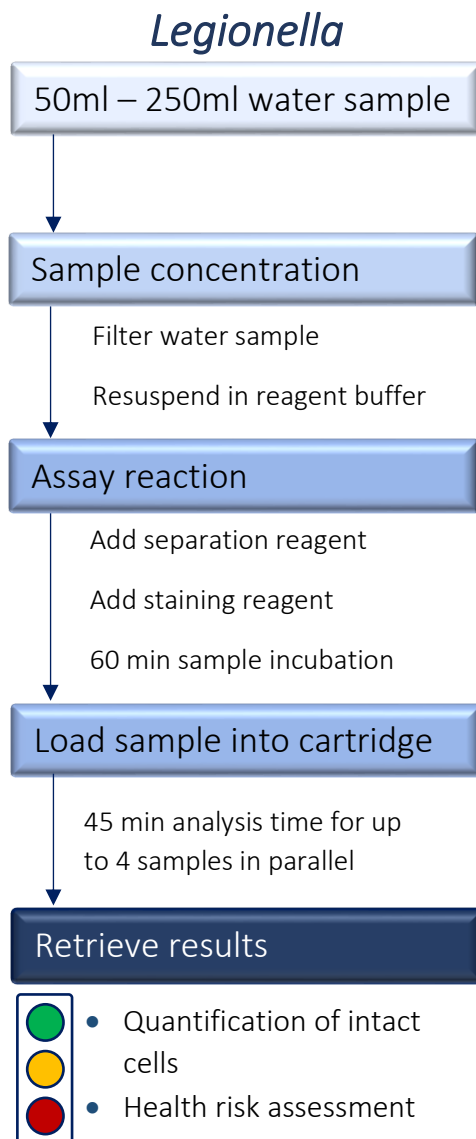 Legionella
50ml – 250ml water sample
Sample concentration
Filter water sample
Resuspend in reagent buffer
Assay reaction
Add separation reagent
Add staining reagent
60 min sample incubation
Load sample into cartridge
45 min analysis time for up
to 4 samples in parallel
Retrieve results
• Quantification of intact
cells
• Health risk assessment